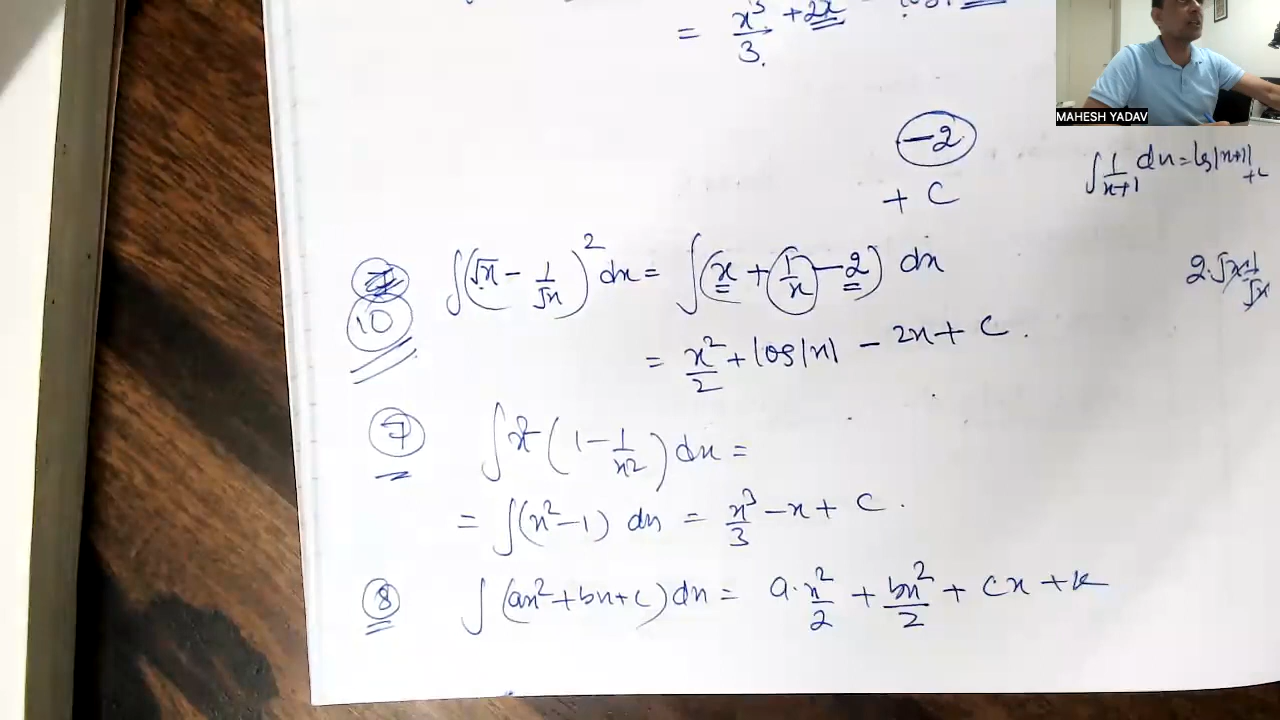 = x³/3 + 2x
MAHESH YADAV
-2
+ C
∫ 1/(x+1) dx = log|x+1| + c
10 ∫(√x - 1/√x)² dx = ∫(x + 1/x - 2) dx
2·√x·1/√x
= x²/2 + log|x| - 2x + C.
7 ∫x²(1 - 1/x²) dx =
= ∫(x² - 1) dx = x³/3 - x + C.
8 ∫(ax² + bx + c) dx = a·x²/2 + bx²/2 + cx + k